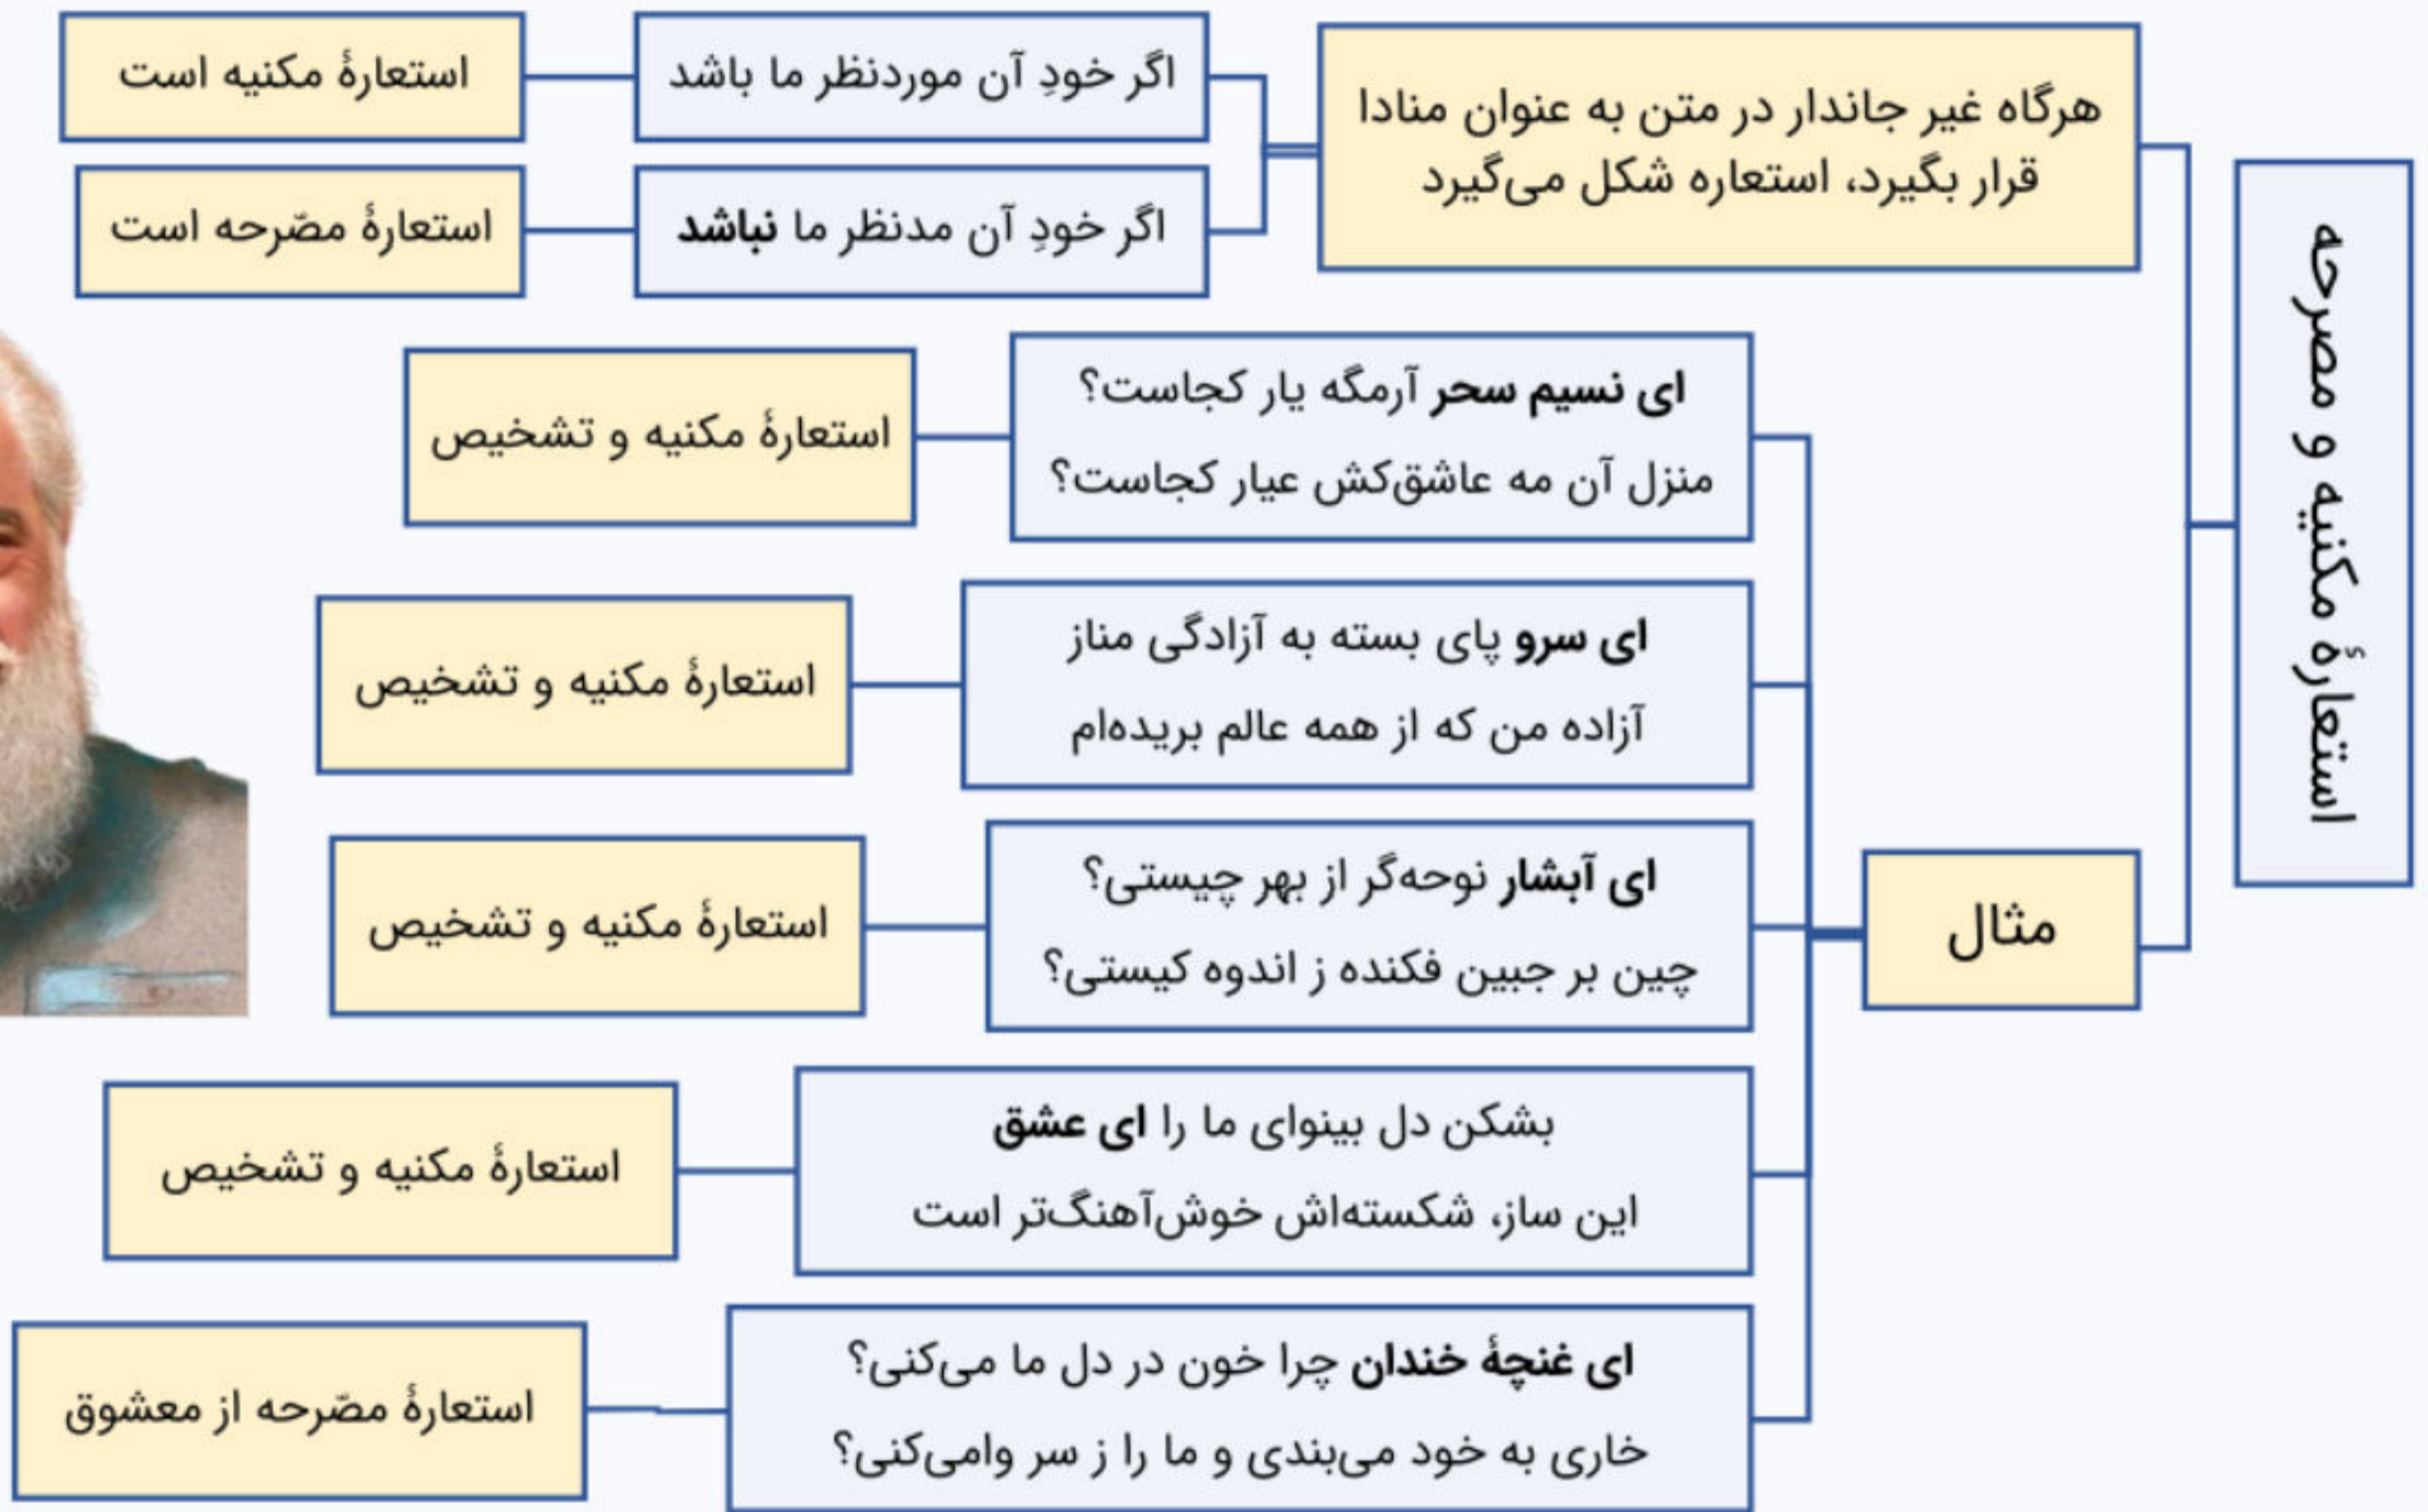 استعارهٔ مکنیه و مصرحه
هرگاه غیر جاندار در متن به عنوان منادا
قرار بگیرد، استعاره شکل می‌گیرد
اگر خودِ آن موردنظر ما باشد
استعارهٔ مکنیه است
اگر خودِ آن مدنظر ما نباشد
استعارهٔ مصّرحه است
مثال
ای نسیم سحر آرمگه یار کجاست؟
منزل آن مه عاشق‌کش عیار کجاست؟
استعارهٔ مکنیه و تشخیص
ای سرو پای بسته به آزادگی مناز
آزاده من که از همه عالم بریده‌ام
استعارهٔ مکنیه و تشخیص
ای آبشار نوحه‌گر از بهر چیستی؟
چین بر جبین فکنده ز اندوه کیستی؟
استعارهٔ مکنیه و تشخیص
بشکن دل بینوای ما را ای عشق
این ساز، شکسته‌اش خوش‌آهنگ‌تر است
استعارهٔ مکنیه و تشخیص
ای غنچهٔ خندان چرا خون در دل ما می‌کنی؟
خاری به خود می‌بندی و ما را ز سر وامی‌کنی؟
استعارهٔ مصّرحه از معشوق